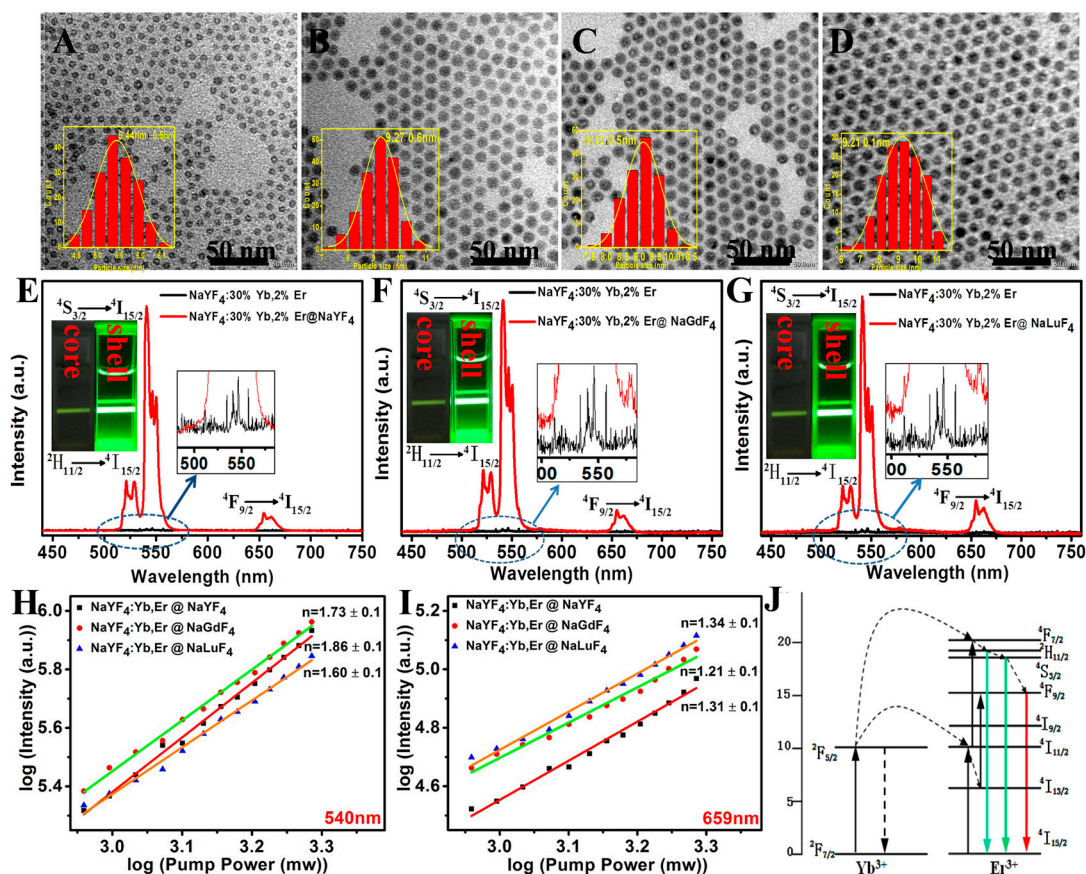 A
B
C
D
9.27 0.6nm
9.21 0.1nm
Count
Particle size (nm)
50 nm
50 nm
50 nm
50 nm
E
⁴S₃/₂ → ⁴I₁₅/₂
NaYF₄:30% Yb,2% Er
NaYF₄:30% Yb,2% Er@NaYF₄
core
shell
500 550
²H₁₁/₂ → ⁴I₁₅/₂
⁴F₉/₂ → ⁴I₁₅/₂
Intensity (a.u.)
450 500 550 600 650 700 750
Wavelength (nm)
F
⁴S₃/₂ → ⁴I₁₅/₂
NaYF₄:30% Yb,2% Er
NaYF₄:30% Yb,2% Er@ NaGdF₄
core
shell
00 550
²H₁₁/₂ → ⁴I₁₅/₂
⁴F₉/₂ → ⁴I₁₅/₂
Intensity (a.u.)
450 500 550 600 650 700 750
Wavelength (nm)
G
⁴S₃/₂ → ⁴I₁₅/₂
NaYF₄:30% Yb,2% Er
NaYF₄:30% Yb,2% Er@ NaLuF₄
core
shell
00 550
²H₁₁/₂ → ⁴I₁₅/₂
⁴F₉/₂ → ⁴I₁₅/₂
Intensity (a.u.)
450 500 550 600 650 700 750
Wavelength (nm)
H
NaYF₄:Yb,Er @ NaYF₄
NaYF₄:Yb,Er @ NaGdF₄
NaYF₄:Yb,Er @ NaLuF₄
n=1.73 ± 0.1
n=1.86 ± 0.1
n=1.60 ± 0.1
6.0
5.8
5.6
5.4
log (Intensity (a.u.))
540nm
3.0 3.1 3.2 3.3
log (Pump Power (mw))
I
NaYF₄:Yb,Er @ NaYF₄
NaYF₄:Yb,Er @ NaGdF₄
NaYF₄:Yb,Er @ NaLuF₄
n=1.34 ± 0.1
n=1.21 ± 0.1
n=1.31 ± 0.1
5.2
5.0
4.8
4.6
log (Intensity (a.u.))
659nm
3.0 3.1 3.2 3.3
log (Pump Power (mw))
J
20
15
10
5
0
²F₅/₂
²F₇/₂
⁴F₇/₂
²H₁₁/₂
⁴S₃/₂
⁴F₉/₂
⁴I₉/₂
⁴I₁₁/₂
⁴I₁₃/₂
⁴I₁₅/₂
Yb³⁺
Er³⁺